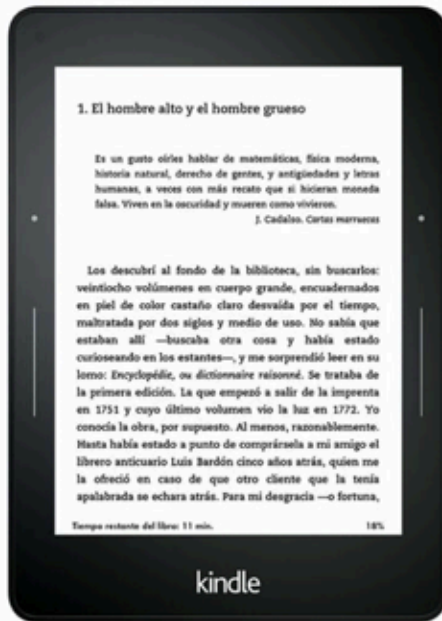 1. El hombre alto y el hombre grueso
Es un gusto oírles hablar de matemáticas, física moderna,
historia natural, derecho de gentes, y antigüedades y letras
humanas, a veces con más recato que si hicieran moneda
falsa. Viven en la oscuridad y mueren como vivieron.
J. Cadalso. Cartas marruecas
Los descubrí al fondo de la biblioteca, sin buscarlos:
veintiocho volúmenes en cuerpo grande, encuadernados
en piel de color castaño claro desvaída por el tiempo,
maltratada por dos siglos y medio de uso. No sabía que
estaban allí —buscaba otra cosa y había estado
curioseando en los estantes—, y me sorprendió leer en su
lomo: Encyclopédie, ou dictionnaire raisonné. Se trataba de
la primera edición. La que empezó a salir de la imprenta
en 1751 y cuyo último volumen vio la luz en 1772. Yo
conocía la obra, por supuesto. Al menos, razonablemente.
Hasta había estado a punto de comprársela a mi amigo el
librero anticuario Luis Bardón cinco años atrás, quien me
la ofreció en caso de que otro cliente que la tenía
apalabrada se echara atrás. Para mi desgracia —o fortuna,
Tiempo restante del libro: 11 min. 18%
kindle